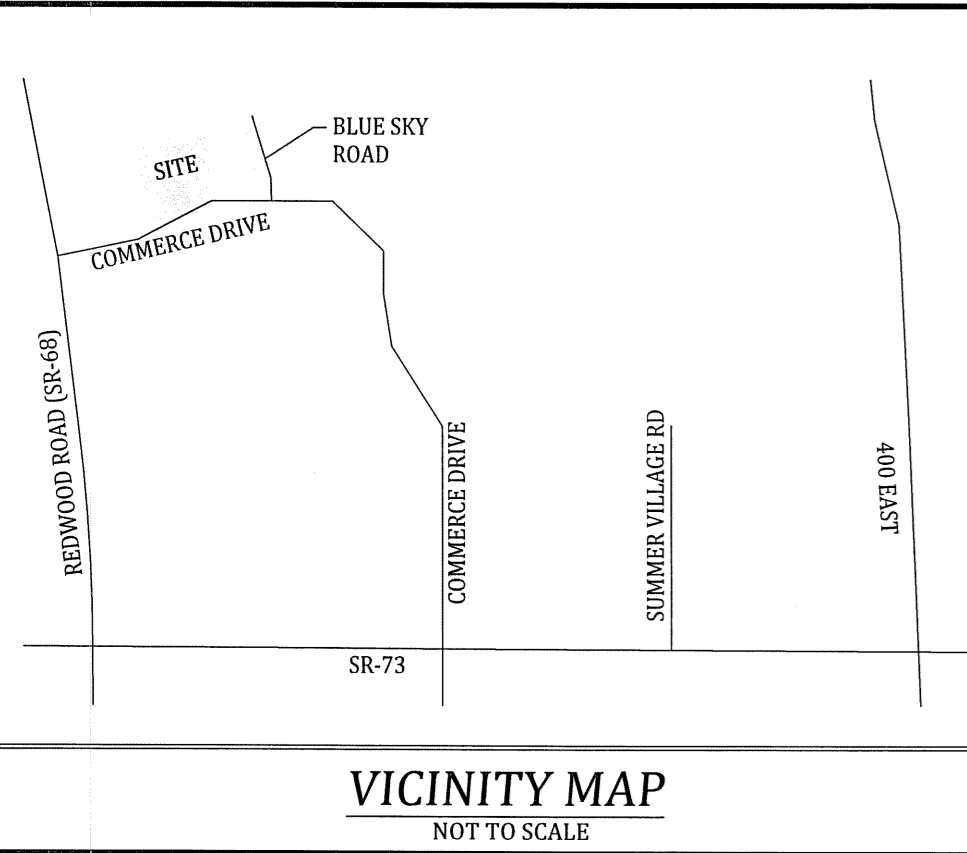 BLUE SKY
ROAD
SITE
COMMERCE DRIVE
REDWOOD ROAD (SR-68)
COMMERCE DRIVE
SUMMER VILLAGE RD
400 EAST
SR-73
VICINITY MAP
NOT TO SCALE